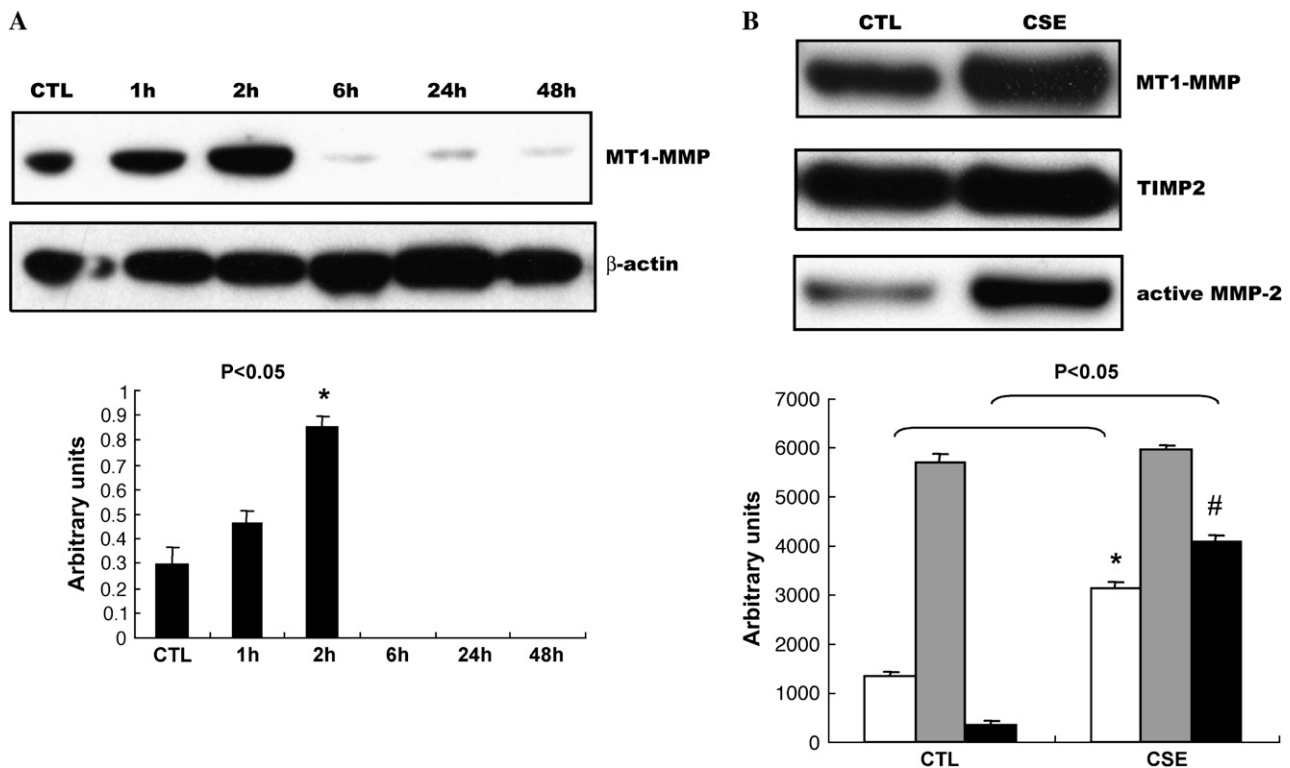 A
CTL 1h 2h 6h 24h 48h
MT1-MMP
β-actin
P<0.05
*
Arbitrary units
1
0.9
0.8
0.7
0.6
0.5
0.4
0.3
0.2
0.1
0
CTL 1h 2h 6h 24h 48h
B
CTL CSE
MT1-MMP
TIMP2
active MMP-2
P<0.05
Arbitrary units
7000
6000
5000
4000
3000
2000
1000
0
#
*
CTL CSE